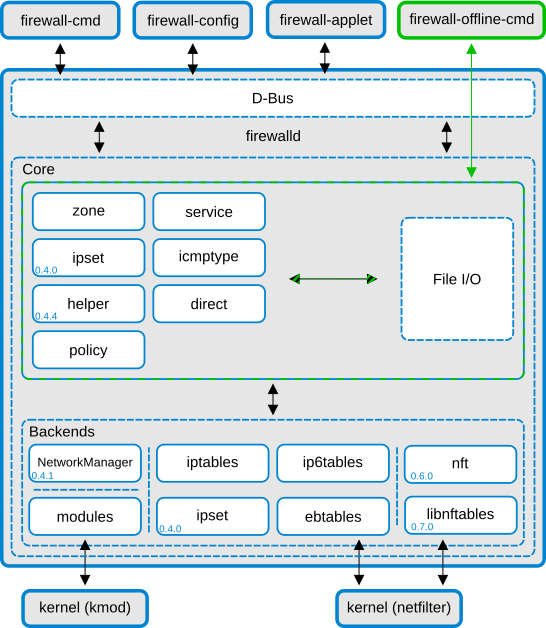 firewall-cmd
firewall-config
firewall-applet
firewall-offline-cmd
D-Bus
firewalld
Core
zone
service
ipset
0.4.0
icmptype
helper
0.4.4
direct
policy
File I/O
Backends
NetworkManager
0.4.1
iptables
ip6tables
nft
0.6.0
modules
ipset
0.4.0
ebtables
libnftables
0.7.0
kernel (kmod)
kernel (netfilter)